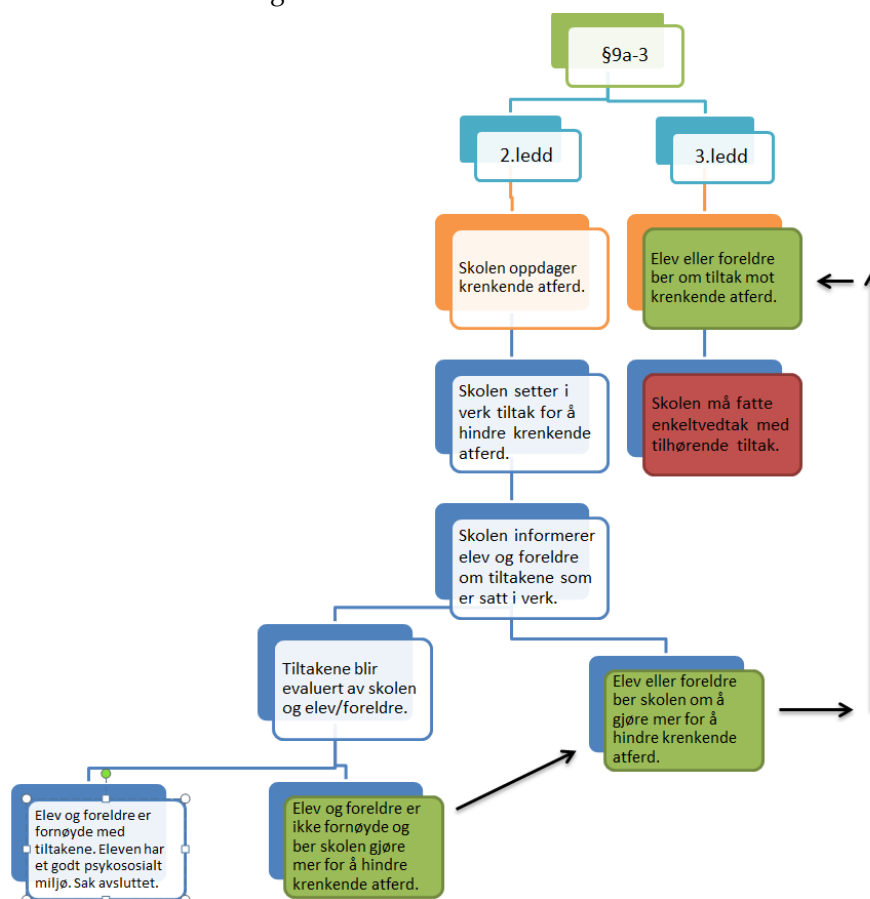 §9a-3
2.ledd
3.ledd
Skolen oppdager
krenkende atferd.
Elev eller foreldre
ber om tiltak mot
krenkende atferd.
Skolen setter i
verk tiltak for å
hindre krenkende
atferd.
Skolen må fatte
enkeltvedtak med
tilhørende tiltak.
Skolen informerer
elev og foreldre
om tiltakene som
er satt i verk.
Tiltakene blir
evaluert av skolen
og elev/foreldre.
Elev eller foreldre
ber skolen om å
gjøre mer for å
hindre krenkende
atferd.
Elev og foreldre er
fornøyde med
tiltakene. Eleven har
et godt psykososialt
miljø. Sak avsluttet.
Elev og foreldre er
ikke fornøyde og
ber skolen gjøre
mer for å hindre
krenkende atferd.